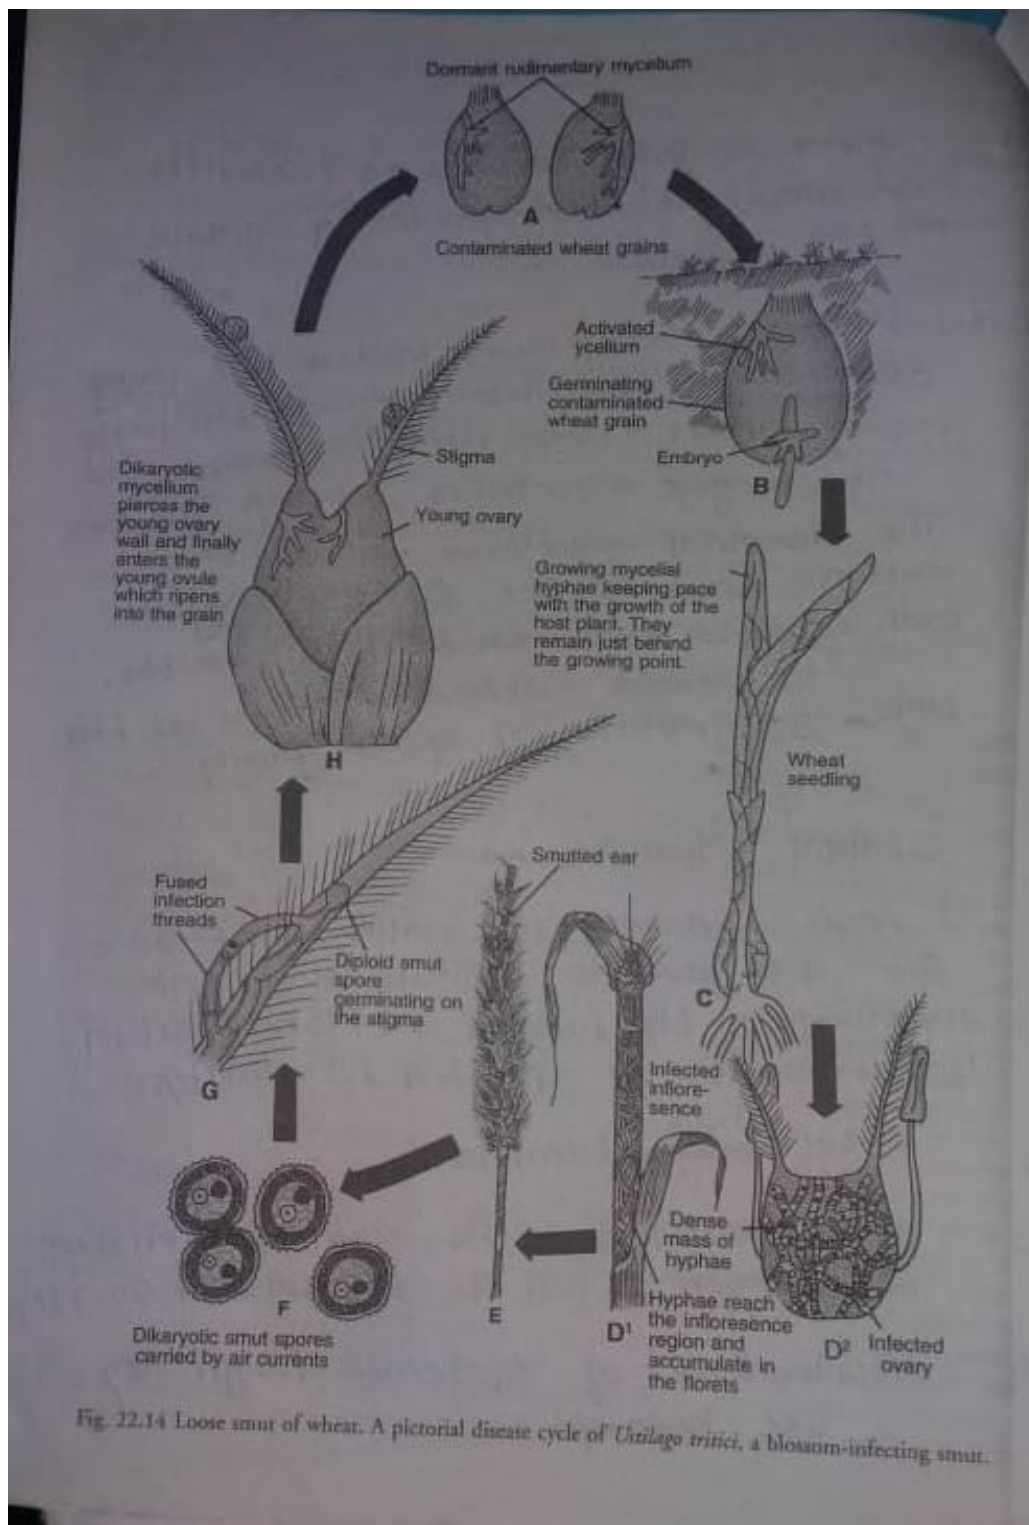 Dormant rudimentary mycelium
A
Contaminated wheat grains
Activated
ycelium
Germinating
contaminated
wheat grain
Embryo
B
Stigma
Young ovary
Dikaryotic
mycelium
pierces the
young ovary
wall and finally
enters the
young ovule
which ripens
into the grain
H
Growing mycelial
hyphae keeping pace
with the growth of the
host plant. They
remain just behind
the growing point.
Wheat
seedling
C
Fused
infection
threads
Diploid smut
spore
germinating on
the stigma
G
Smutted ear
E
Infected
inflore-
sence
Dense
mass of
hyphae
Hyphae reach
the infloresence
region and
accumulate in
the florets
D¹
D²
Infected
ovary
F
Dikaryotic smut spores
carried by air currents
Fig. 22.14 Loose smut of wheat. A pictorial disease cycle of Ustilago tritici, a blossom-infecting smut.